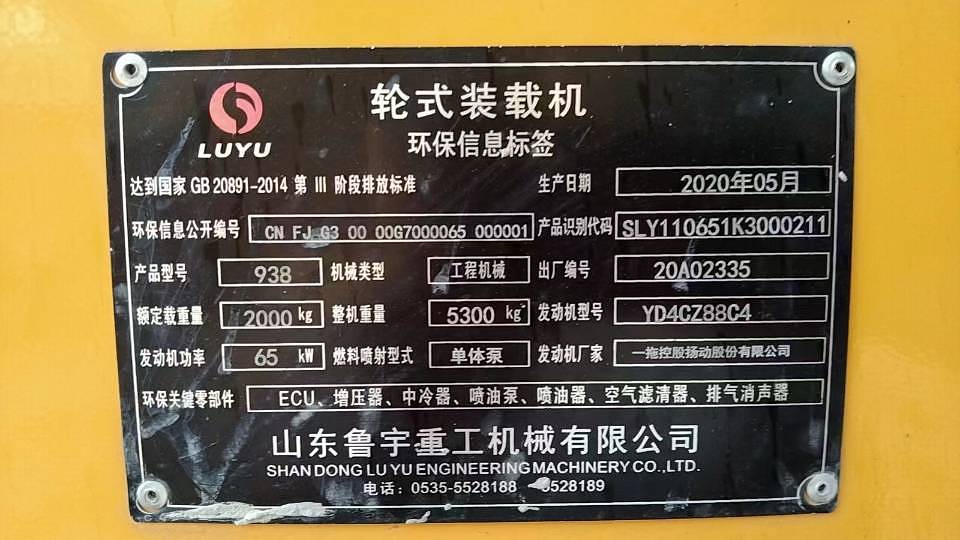 LUYU
轮式装载机
环保信息标签
达到国家 GB 20891-2014 第 III 阶段排放标准 生产日期 2020年05月
环保信息公开编号 CN FJ G3 00 00G7000065 000001 产品识别代码 SLY110651K3000211
产品型号 938 机械类型 工程机械 出厂编号 20A02335
额定载重量 2000 kg 整机重量 5300 kg 发动机型号 YD4CZ88C4
发动机功率 65 kW 燃料喷射型式 单体泵 发动机厂家 一拖控股扬动股份有限公司
环保关键零部件 ECU、增压器、中冷器、喷油泵、喷油器、空气滤清器、排气消声器
山东鲁宇重工机械有限公司
SHAN DONG LU YU ENGINEERING MACHINERY CO.,LTD.
电话：0535-5528188 5528189